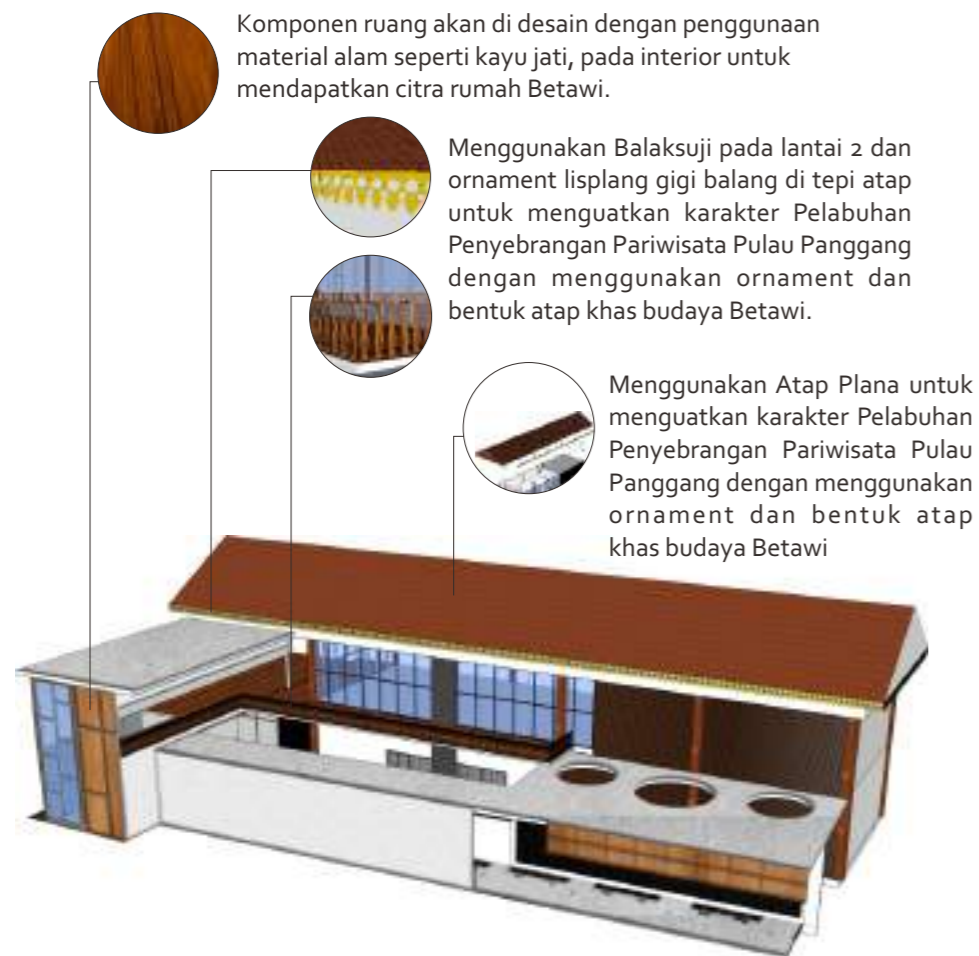 Komponen ruang akan di desain dengan penggunaan
material alam seperti kayu jati, pada interior untuk
mendapatkan citra rumah Betawi.
Menggunakan Balaksuji pada lantai 2 dan
ornament lisplang gigi balang di tepi atap
untuk menguatkan karakter Pelabuhan
Penyebrangan Pariwisata Pulau Panggang
dengan menggunakan ornament dan
bentuk atap khas budaya Betawi.
Menggunakan Atap Plana untuk
menguatkan karakter Pelabuhan
Penyebrangan Pariwisata Pulau
Panggang dengan menggunakan
ornament dan bentuk atap
khas budaya Betawi